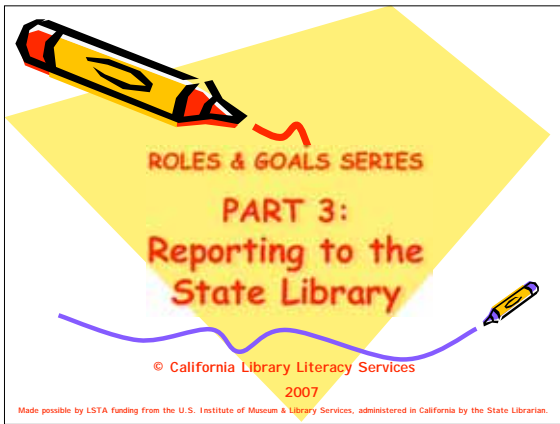 ROLES & GOALS SERIES
PART 3:
Reporting to the
State Library
© California Library Literacy Services
2007
Made possible by LSTA funding from the U.S. Institute of Museum & Library Services, administered in California by the State Librarian.